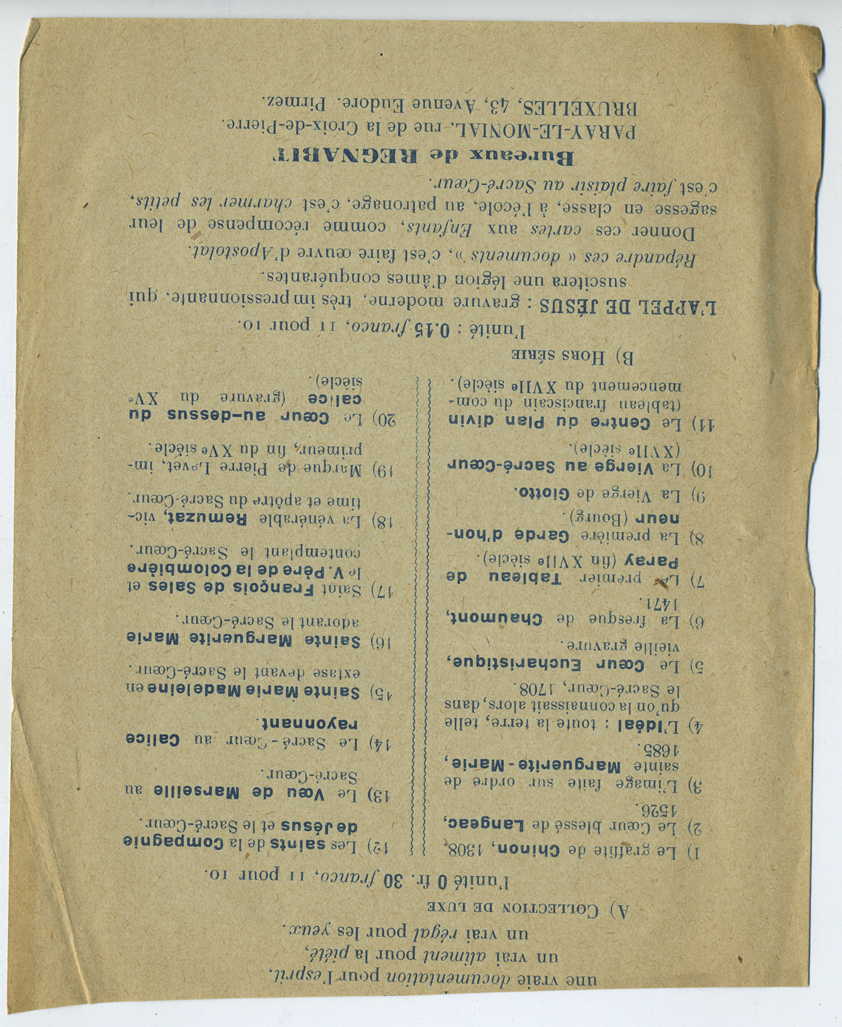 une vraie documentation pour l'esprit,
un vrai aliment pour la piété,
un vrai régal pour les yeux.
A) COLLECTION DE LUXE
l'unité 0 fr. 30 franco, 11 pour 10.
1) Le graffite de Chinon, 1308.
2) Le Cœur blessé de Langeac,
1526.
3) L'image faite sur ordre de
sainte Marguerite-Marie,
1685.
4) L'Idéal : toute la terre, telle
qu'on la connaissait alors, dans
le Sacré-Cœur, 1708.
5) Le Cœur Eucharistique,
vieille gravure.
6) La fresque de Chaumont,
1471.
7) Le premier Tableau de
Paray (fin XVIIe siècle).
8) La première Garde d'hon-
neur (Bourg).
9) La Vierge de Giotto.
10) La Vierge au Sacré-Cœur
(XVIIe siècle).
11) Le Centre du Plan divin
(tableau franciscain du com-
mencement du XVIIe siècle).
12) Les saints de la Compagnie
de Jésus et le Sacré-Cœur.
13) Le Vœu de Marseille au
Sacré-Cœur.
14) Le Sacré-Cœur au Calice
rayonnant.
15) Sainte Marie Madeleine en
extase devant le Sacré-Cœur.
16) Sainte Marguerite Marie
adorant le Sacré-Cœur.
17) Saint François de Sales et
le V. Père de la Colombière
contemplant le Sacré-Cœur.
18) La vénérable Remuzat, vic-
time et apôtre du Sacré-Cœur.
19) Marque de Pierre Levet, im-
primeur, fin du XVe siècle.
20) Le Cœur au-dessus du
calice (gravure du XVe
siècle).
B) HORS SÉRIE
l'unité : 0.15 franco, 11 pour 10.
L'APPEL DE JÉSUS : gravure moderne, très impressionnante, qui
suscitera une légion d'âmes conquérantes.
Répandre ces « documents », c'est faire œuvre d'Apostolat.
Donner ces cartes aux Enfants, comme récompense de leur
sagesse en classe, à l'école, au patronage, c'est charmer les petits,
c'est faire plaisir au Sacré-Cœur.
Bureaux de REGNABIT
PARAY-LE-MONIAL, rue de la Croix-de-Pierre.
BRUXELLES, 43, Avenue Eudore. Pirmez.